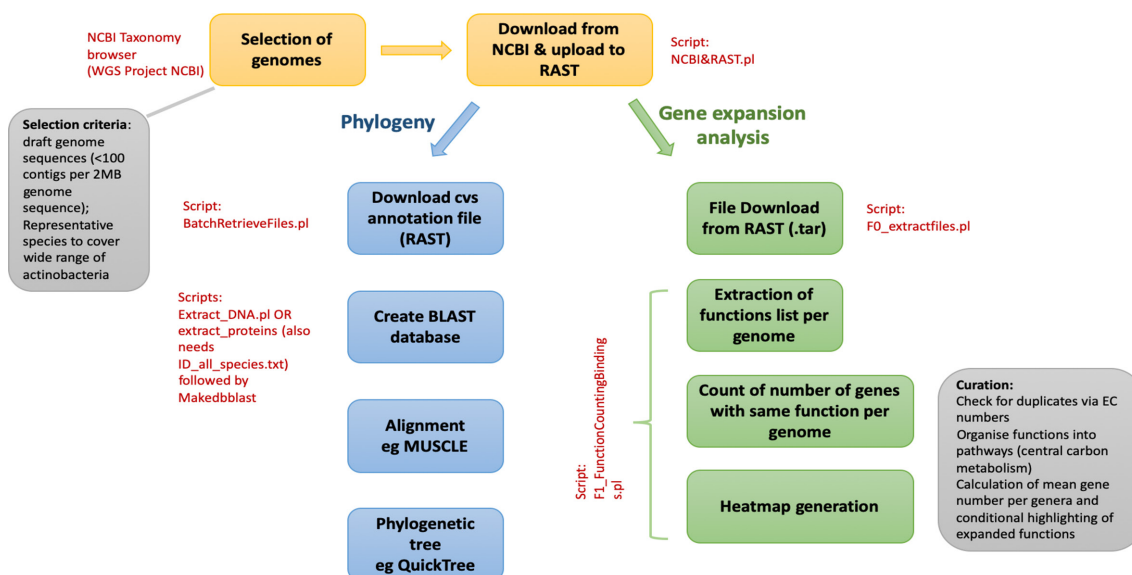 NCBI Taxonomy
browser
(WGS Project NCBI)
Selection of
genomes
Download from
NCBI & upload to
RAST
Script:
NCBI&RAST.pl
Selection criteria:
draft genome
sequences (<100
contigs per 2MB
genome
sequence);
Representative
species to cover
wide range of
actinobacteria
Phylogeny
Gene expansion
analysis
Script:
BatchRetrieveFiles.pl
Download cvs
annotation file
(RAST)
File Download
from RAST (.tar)
Script:
F0_extractfiles.pl
Scripts:
Extract_DNA.pl OR
extract_proteins (also
needs
ID_all_species.txt)
followed by
Makedbblast
Create BLAST
database
Alignment
eg MUSCLE
Phylogenetic
tree
eg QuickTree
Script:
F1_FunctionCountingBinding
s.pl
Extraction of
functions list per
genome
Count of number of genes
with same function per
genome
Heatmap generation
Curation:
Check for duplicates via EC
numbers
Organise functions into
pathways (central carbon
metabolism)
Calculation of mean gene
number per genera and
conditional highlighting of
expanded functions